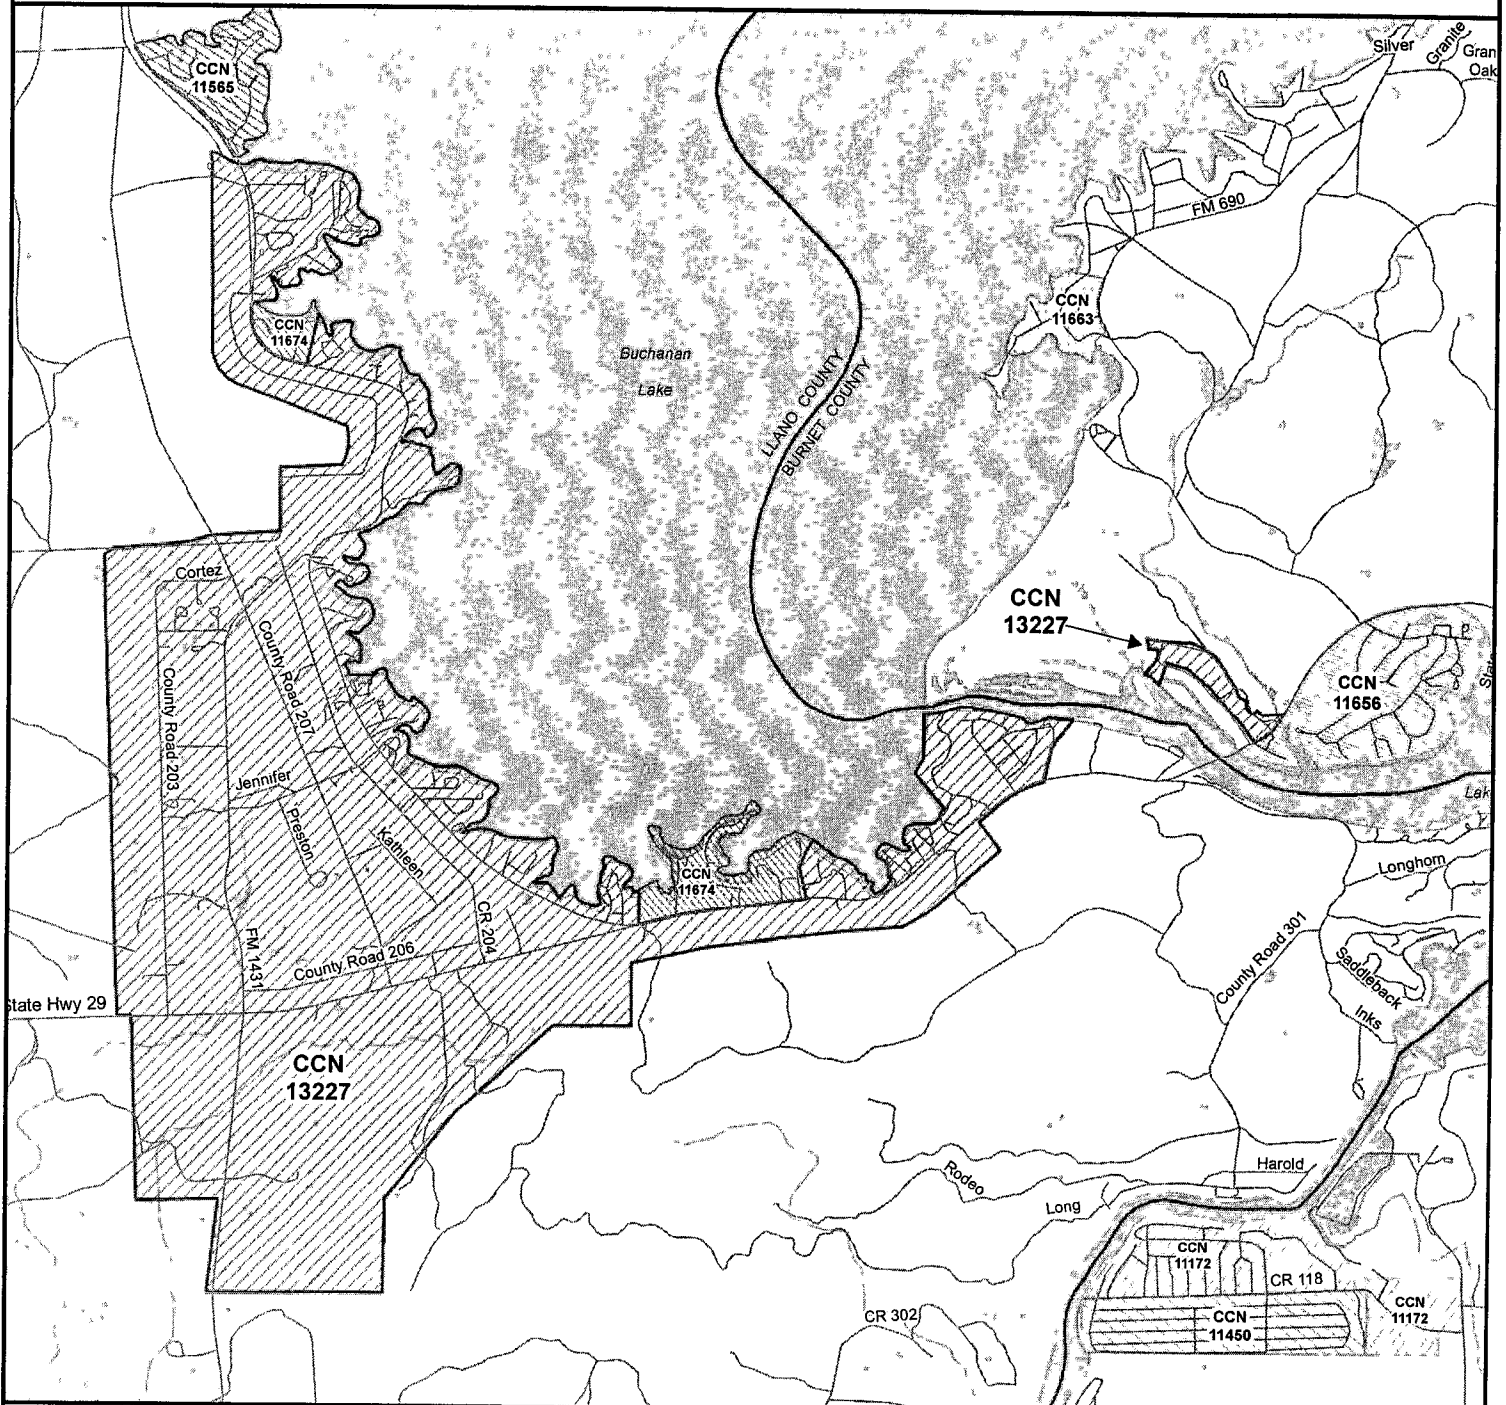 Silver
Granite
CCN
11565
FM 690
CCN
11663
CCN
11674
Buchanan
Lake
LLANO COUNTY
BURNET COUNTY
Cortez
CCN
13227
County Road 207
County Road 203
CCN
11656
Jennifer
Preston
Kathleen
CCN
11674
Longhorn
CR 204
FM 1431
County Road 206
County Road 301
Saddleback
Inks
State Hwy 29
CCN
13227
Harold
Rodeo
Long
CCN
11172
CR 118
CCN
11172
CCN
11450
CR 302